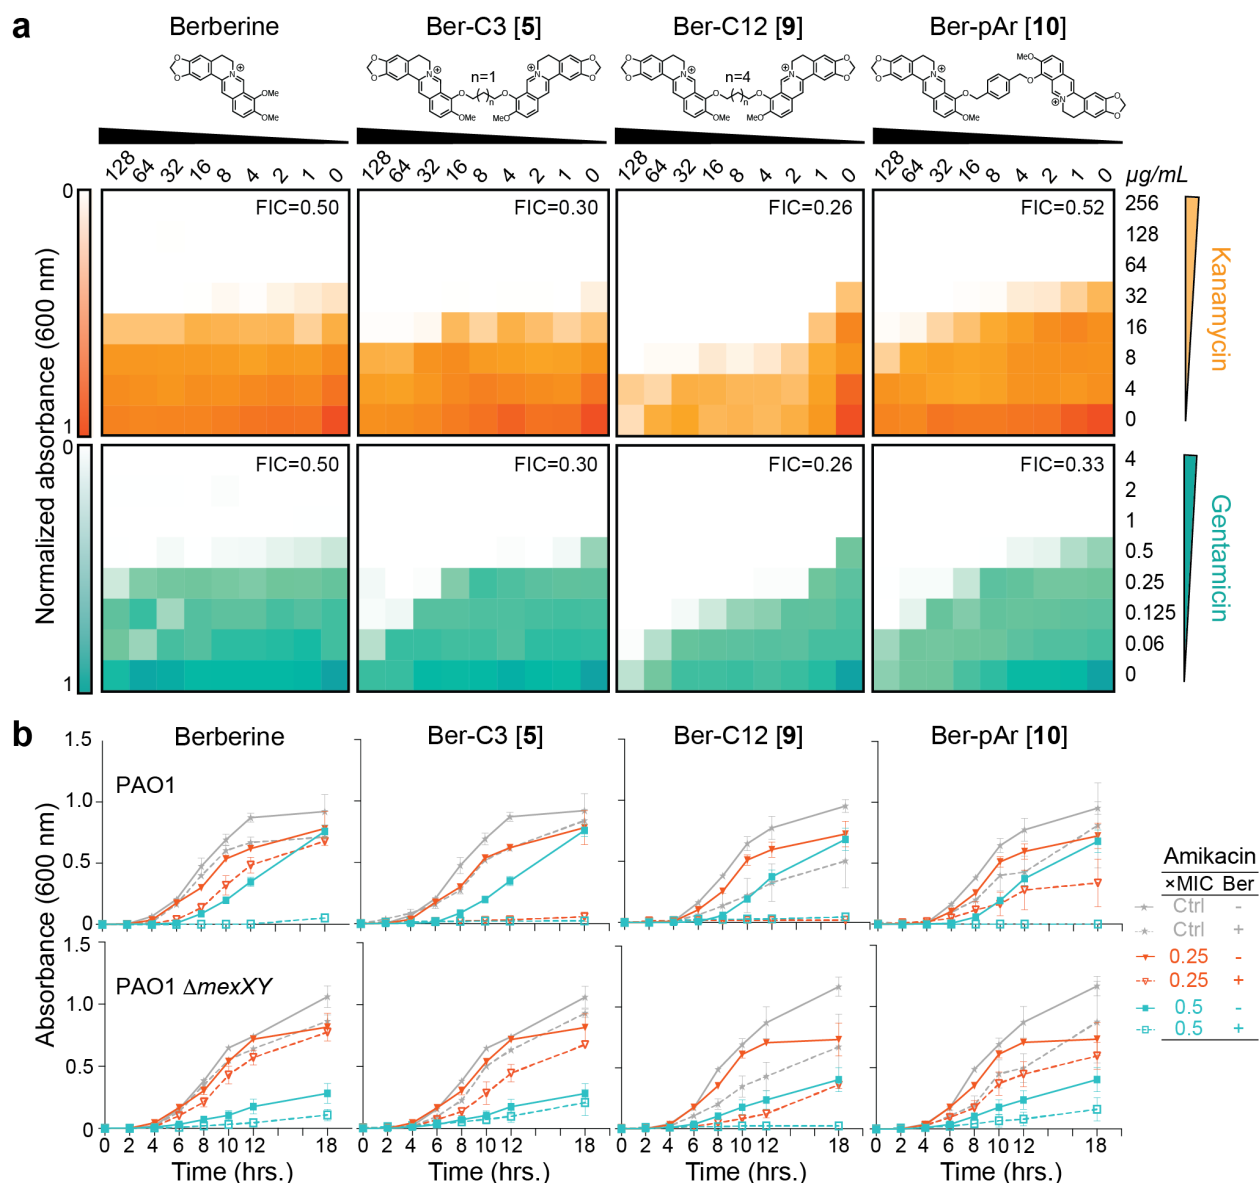 a
Berberine
Ber-C3 [5]
Ber-C12 [9]
Ber-pAr [10]
O
O
N
⊕
OMe
OMe
O
O
N
⊕
n=1
O
O
n
OMe
MeO
N
⊕
O
O
O
O
N
⊕
n=4
O
O
n
OMe
MeO
N
⊕
O
O
O
O
N
⊕
O
OMe
MeO
O
N
⊕
O
O
128 64 32 16 8 4 2 1 0
128 64 32 16 8 4 2 1 0
128 64 32 16 8 4 2 1 0
128 64 32 16 8 4 2 1 0
µg/mL
Normalized absorbance (600 nm)
0
1
FIC=0.50
FIC=0.30
FIC=0.26
FIC=0.52
256
128
64
32
16
8
4
0
Kanamycin
0
1
FIC=0.50
FIC=0.30
FIC=0.26
FIC=0.33
4
2
1
0.5
0.25
0.125
0.06
0
Gentamicin
b
Berberine
Ber-C3 [5]
Ber-C12 [9]
Ber-pAr [10]
Absorbance (600 nm)
1.5
1.0
0.5
0
PAO1
1.5
1.0
0.5
0
PAO1 ΔmexXY
0 2 4 6 8 10 12 18
0 2 4 6 8 10 12 18
0 2 4 6 8 10 12 18
0 2 4 6 8 10 12 18
Time (hrs.)
Time (hrs.)
Time (hrs.)
Time (hrs.)
Amikacin
×MIC Ber
Ctrl -
Ctrl +
0.25 -
0.25 +
0.5 -
0.5 +